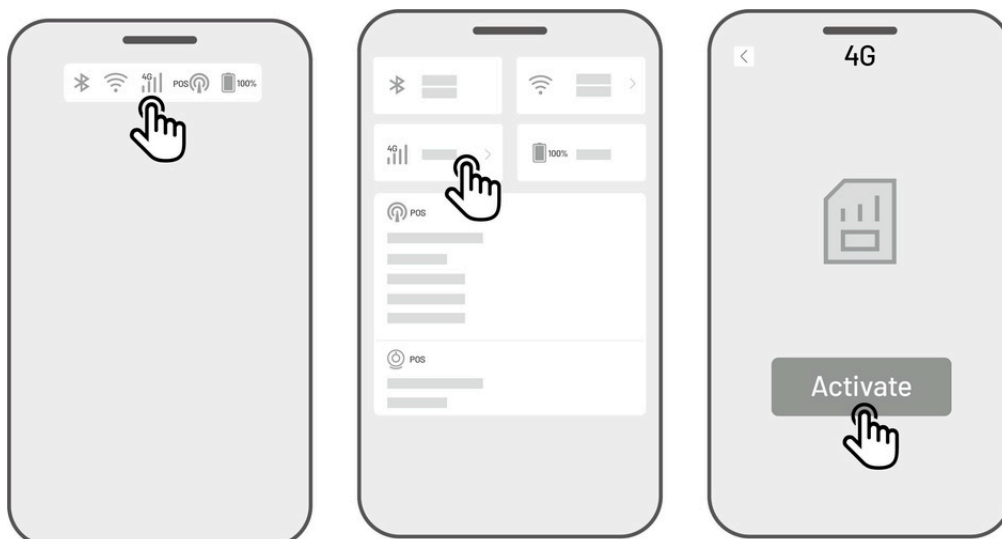 4G POS 100%
4G 100%
POS
POS
4G
Activate